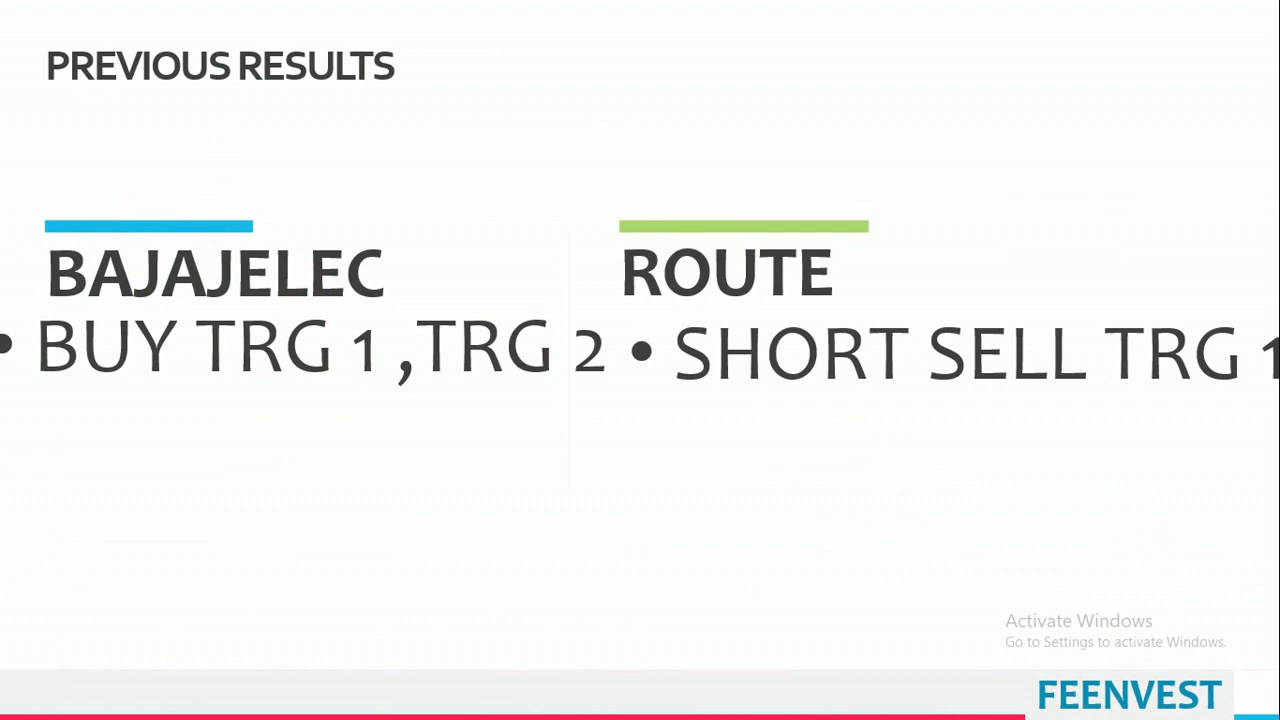 PREVIOUS RESULTS
BAJAJELEC
• BUY TRG 1 ,TRG 2
ROUTE
• SHORT SELL TRG 1
Activate Windows
Go to Settings to activate Windows.
FEENVEST